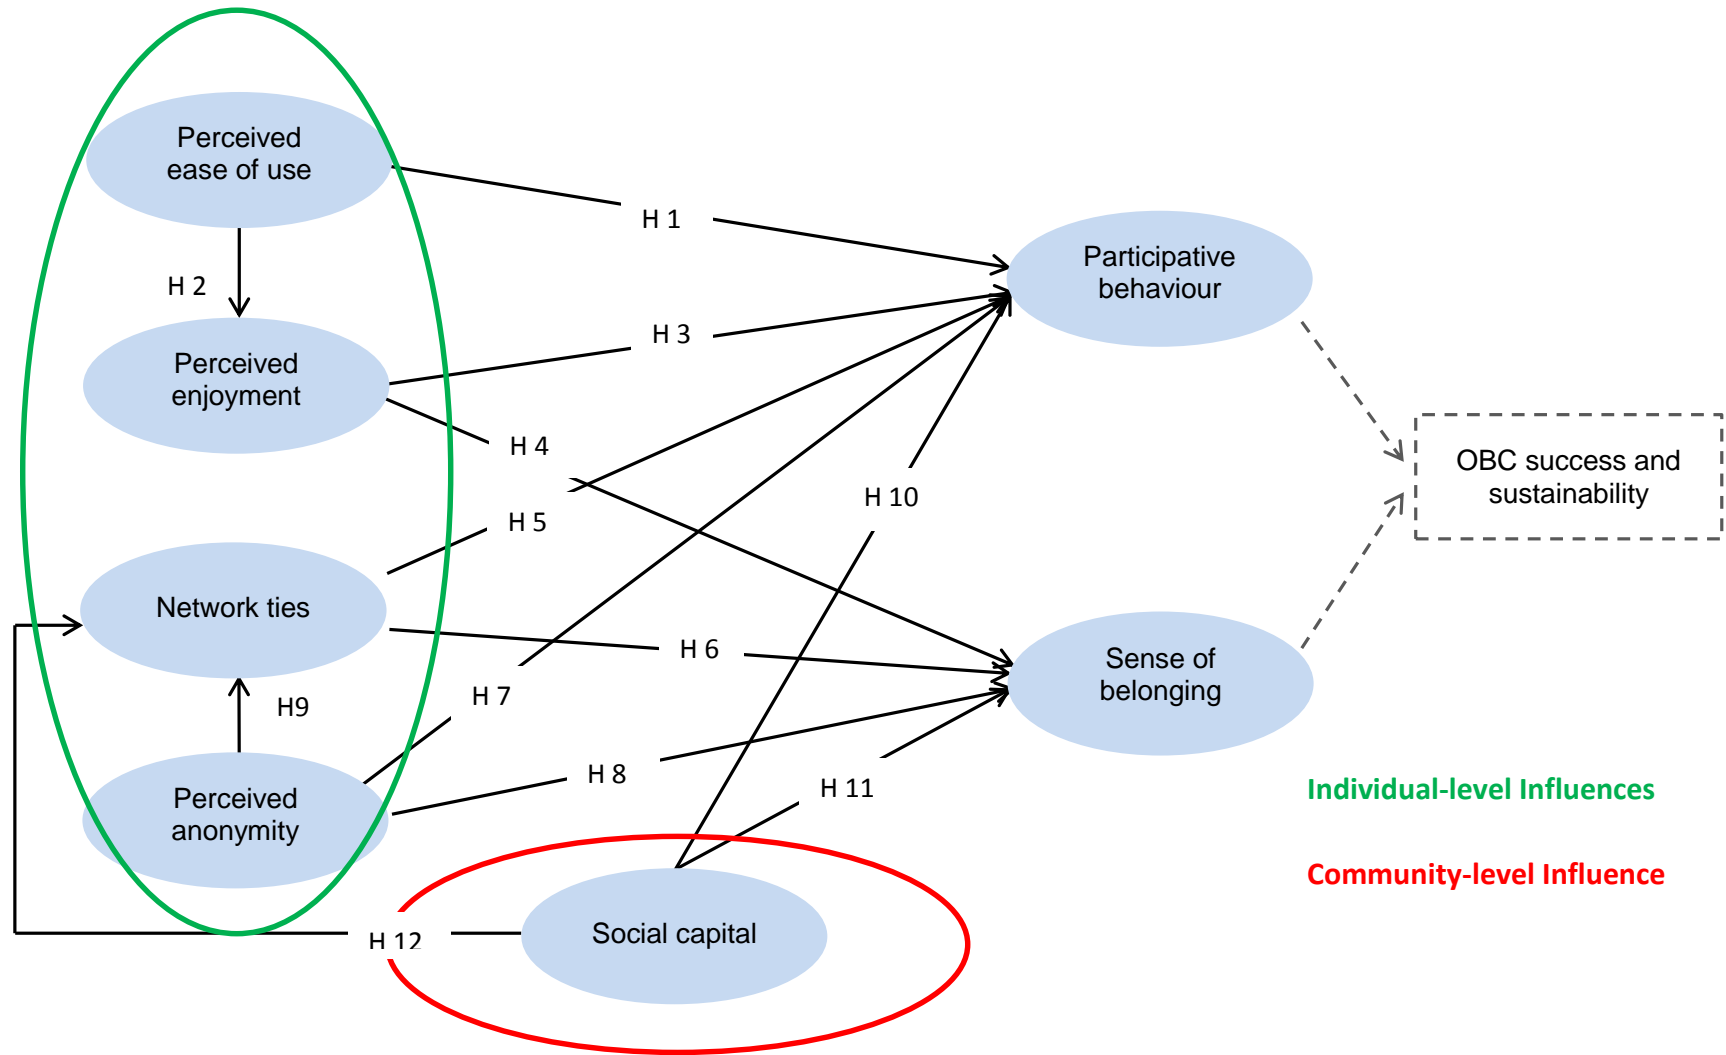 Perceived
ease of use
H 1
Participative
behaviour
H 2
H 3
Perceived
enjoyment
H 4
OBC success and
sustainability
H 10
H 5
Network ties
H 6
Sense of
belonging
H 7
H9
H 8
H 11
Perceived
anonymity
Individual-level Influences
Community-level Influence
Social capital
H 12